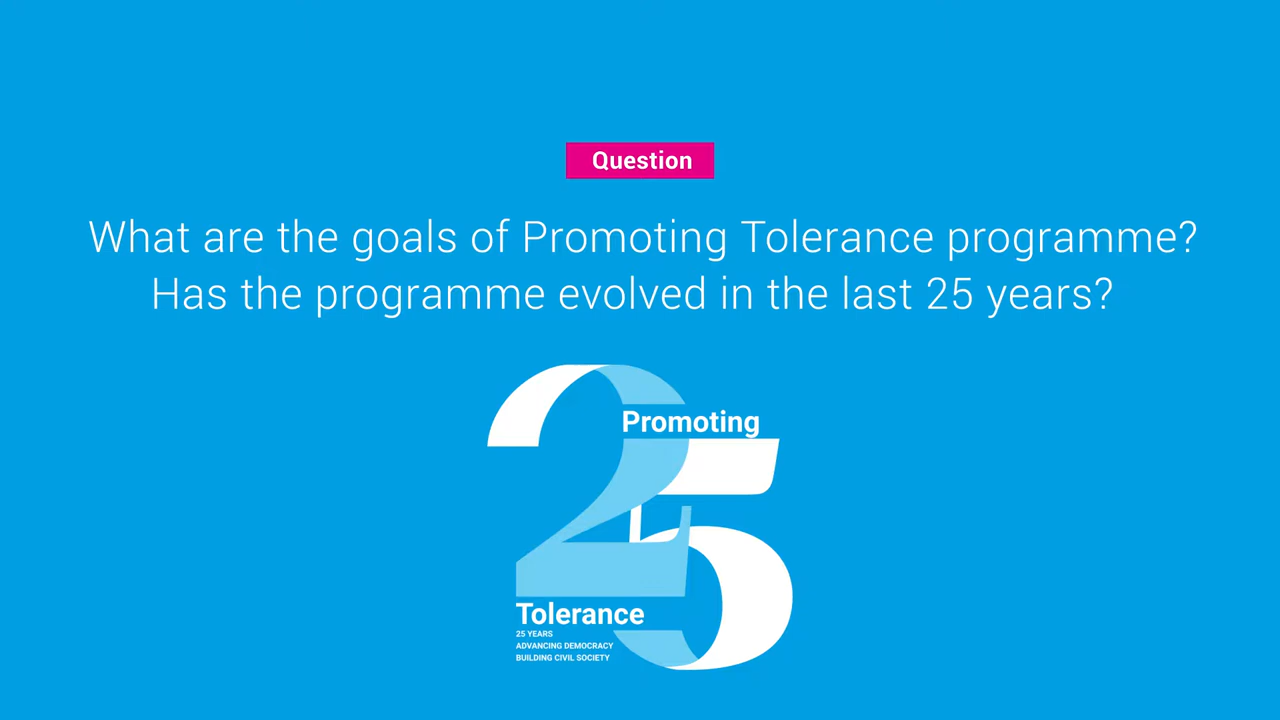 Question
What are the goals of Promoting Tolerance programme?
Has the programme evolved in the last 25 years?
25
Promoting
Tolerance
25 YEARS
ADVANCING DEMOCRACY
BUILDING CIVIL SOCIETY